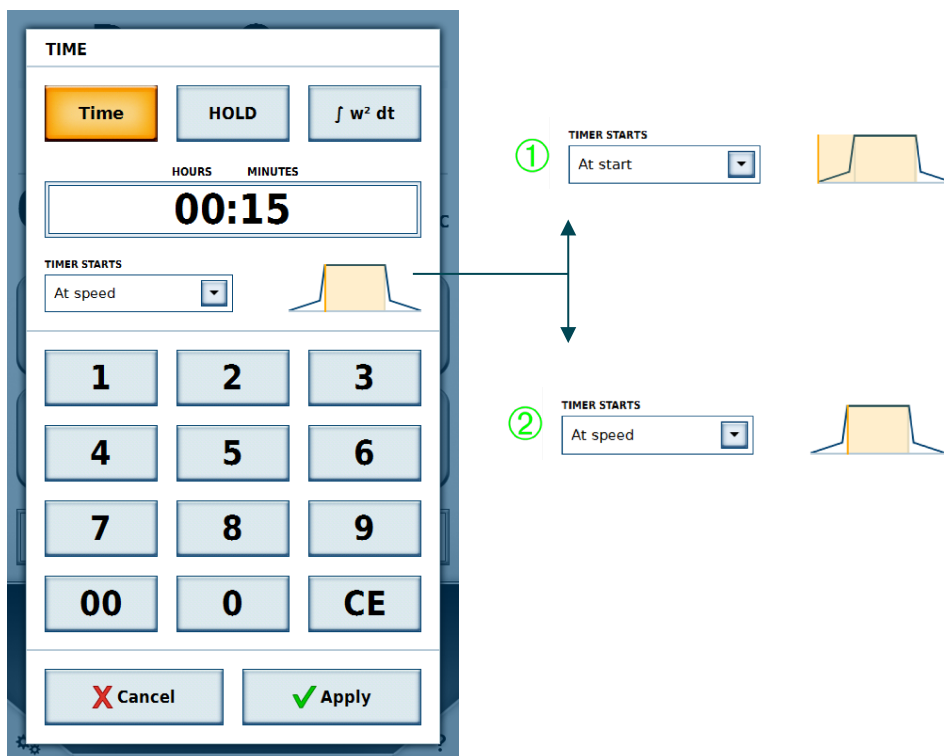 TIME
Time HOLD ∫ w² dt
HOURS MINUTES
00:15
TIMER STARTS
At speed
1 2 3
4 5 6
7 8 9
00 0 CE
Cancel Apply
C
?
①
TIMER STARTS
At start
②
TIMER STARTS
At speed